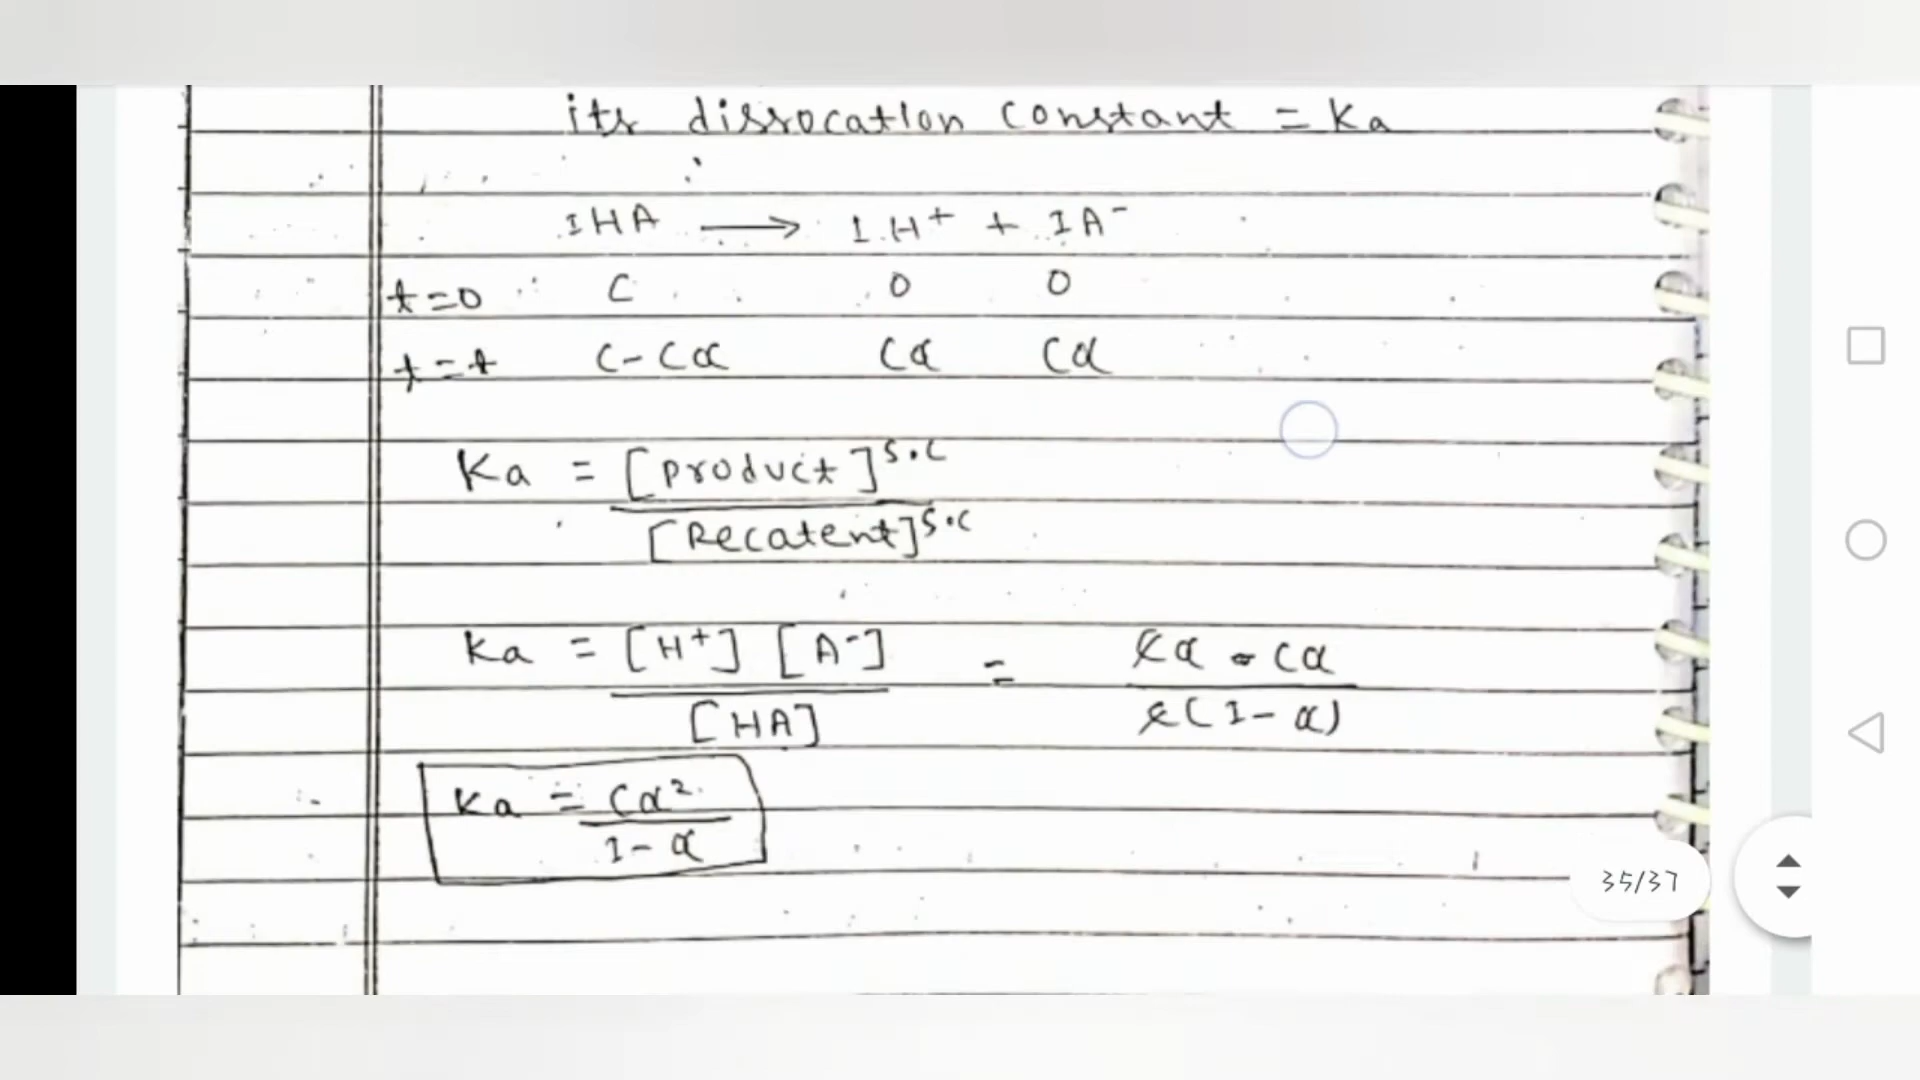 its dissocation constant = Ka
1HA ⟶ 1H⁺ + 1A⁻
t=0 C 0 0
t=t C-Cα Cα Cα
Ka = [product]ˢ·ᶜ
[Recatent]ˢ·ᶜ
Ka = [H⁺] [A⁻] = Cα · Cα
[HA] C(1-α)
Ka = Cα²
1-α
35/37